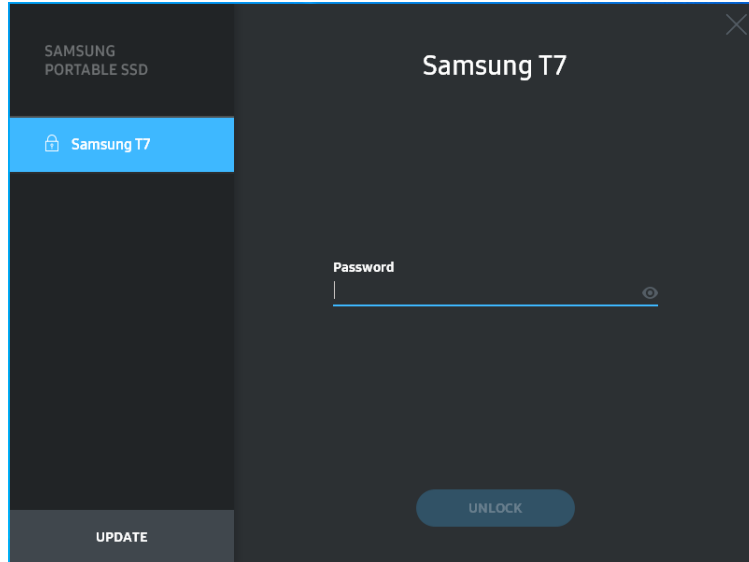 SAMSUNG
PORTABLE SSD
Samsung T7
UPDATE
Samsung T7
Password
UNLOCK